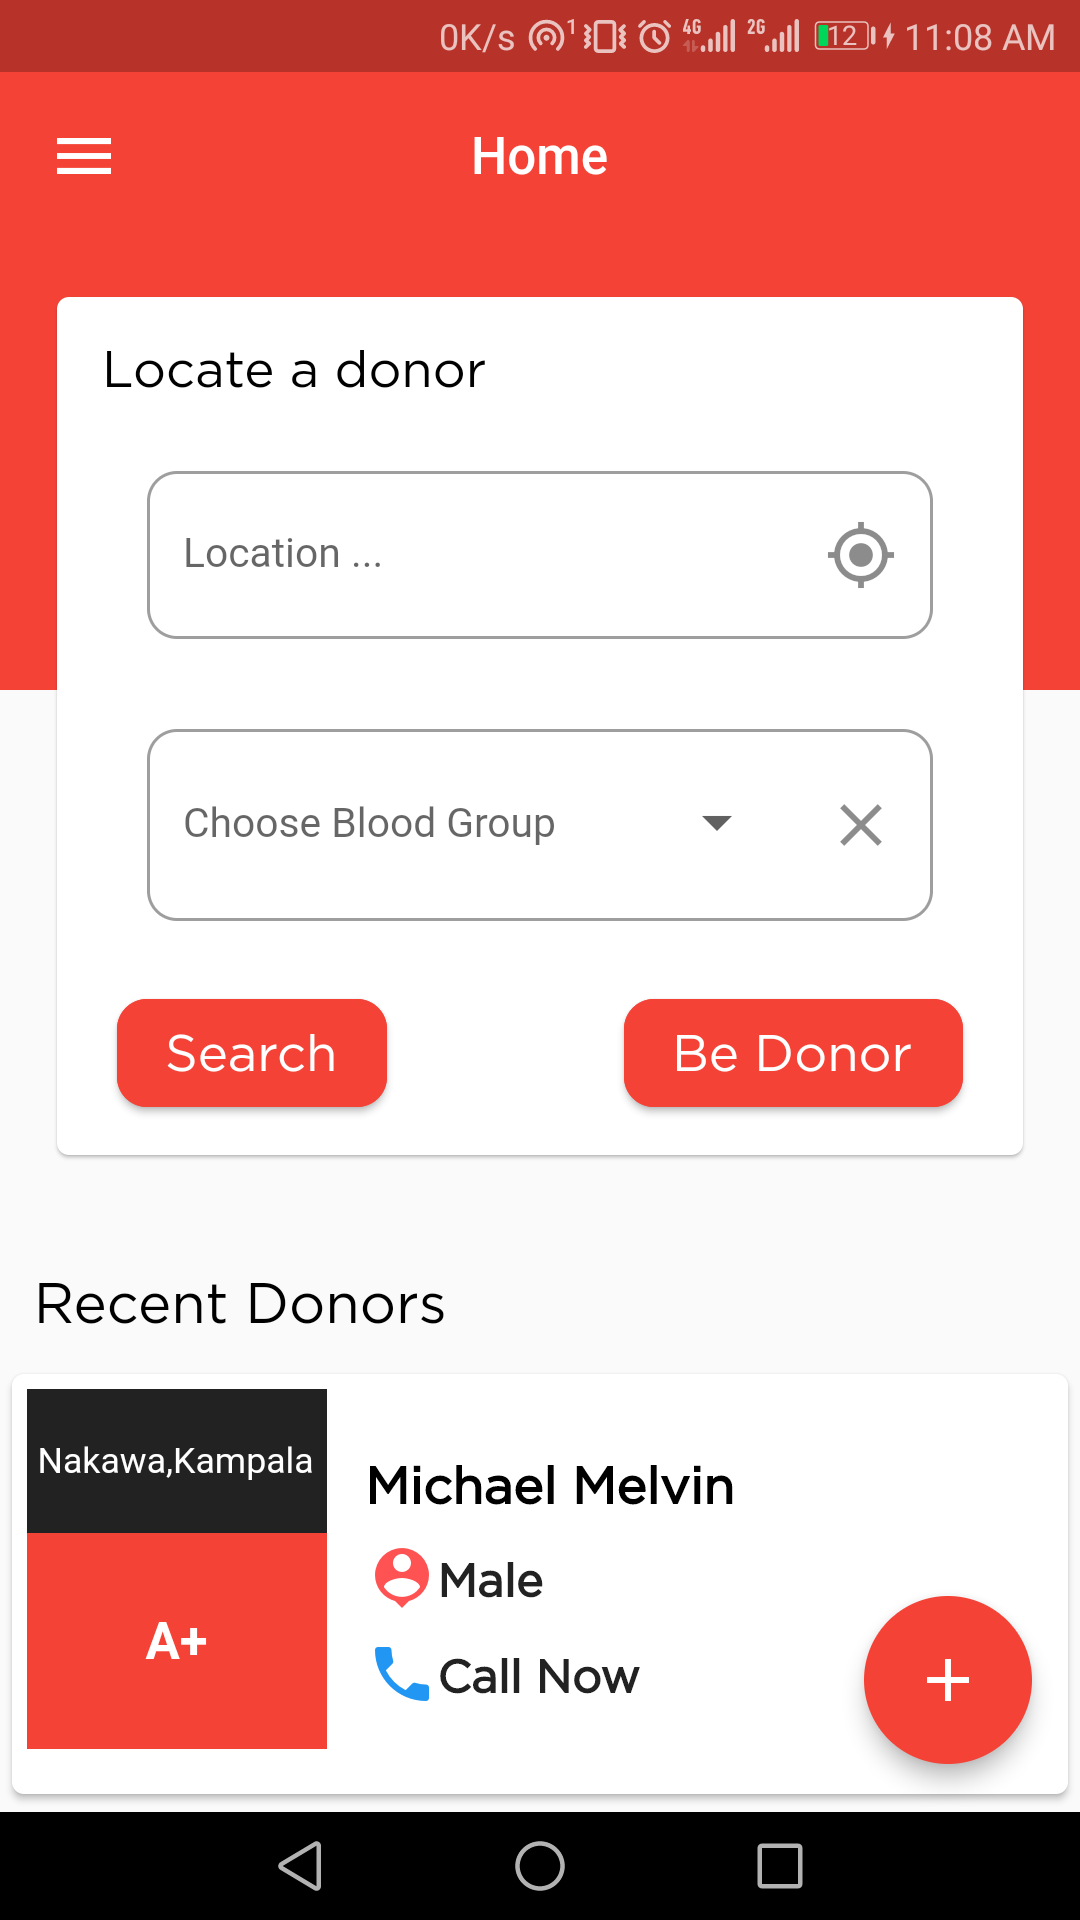 0K/s 1 4G 2G 12 11:08 AM
Home
Locate a donor
Location ...
Choose Blood Group
Search
Be Donor
Recent Donors
Nakawa,Kampala
Michael Melvin
Male
A+
Call Now